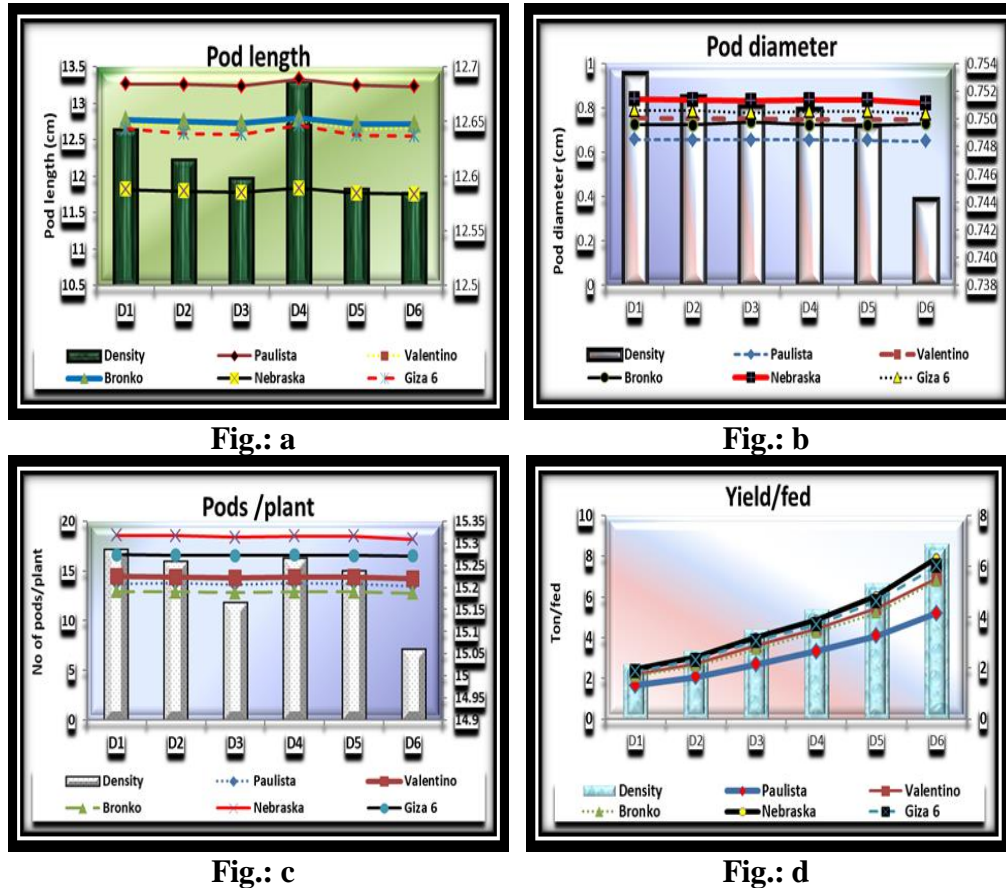 Pod length
Pod length (cm)
13.5
13
12.5
12
11.5
11
10.5
12.7
12.65
12.6
12.55
12.5
D1 D2 D3 D4 D5 D6
Density Paulista Valentino
Bronko Nebraska Giza 6
Fig.: a
Pod diameter
Pod diameter (cm)
1
0.8
0.6
0.4
0.2
0
0.754
0.752
0.750
0.748
0.746
0.744
0.742
0.740
0.738
D1 D2 D3 D4 D5 D6
Density Paulista Valentino
Bronko Nebraska Giza 6
Fig.: b
Pods /plant
No of pods/plant
20
15
10
5
0
15.35
15.3
15.25
15.2
15.15
15.1
15.05
15
14.95
14.9
D1 D2 D3 D4 D5 D6
Density Paulista Valentino
Bronko Nebraska Giza 6
Fig.: c
Yield/fed
Ton/fed
10
8
6
4
2
0
8
6
4
2
0
D1 D2 D3 D4 D5 D6
Density Paulista Valentino
Bronko Nebraska Giza 6
Fig.: d